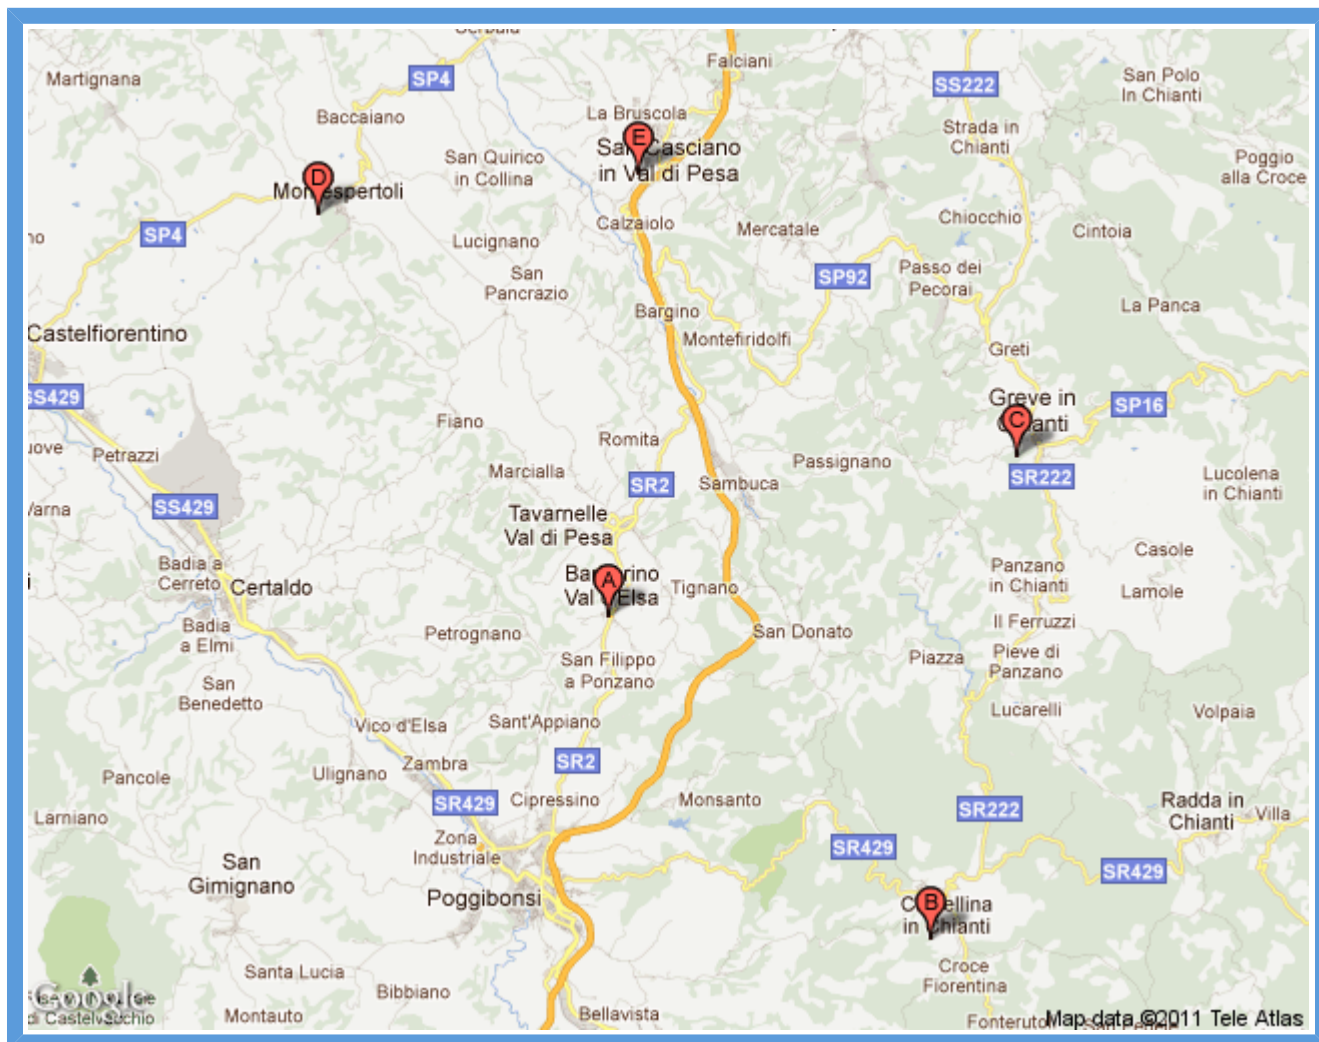 Falciani
Martignana
SP4
SS222
San Polo
In Chianti
Baccaiano
La Bruscola
Strada in
Chianti
E
San Casciano
in Val di Pesa
San Quirico
in Collina
Poggio
alla Croce
D
Montespertoli
SP4
Calzaiolo
Mercatale
Chiocchio
Cintoia
Lucignano
San
Pancrazio
SP92
Passo dei
Pecorai
La Panca
Bargino
Castelfiorentino
Montefiridolfi
Greti
SS429
Greve in
Chianti
C
SP16
Fiano
Romita
Petrazzi
Marcialla
Passignano
SR2
Sambuca
SR222
Lucolena
in Chianti
SS429
Varna
Tavarnelle
Val di Pesa
Badia a
Cerreto
Casole
Certaldo
Barberino
Val d'Elsa
A
Tignano
Panzano
in Chianti
Lamole
Badia
a Elmi
Petrognano
San Donato
Il Ferruzzi
San Filippo
a Ponzano
Piazza
Pieve di
Panzano
San
Benedetto
Vico d'Elsa
Sant'Appiano
Lucarelli
Volpaia
Pancole
Ulignano
Zambra
SR2
SR429
Cipressino
Monsanto
SR222
Radda in
Chianti
Villa
Larniano
Zona
Industriale
SR429
San
Gimignano
SR429
Poggibonsi
B
Castellina
in Chianti
Santa Lucia
Croce
Fiorentina
Bibbiano
Google
di Castelvecchio
Montauto
Bellavista
Fonterutoli
Map data ©2011 Tele Atlas